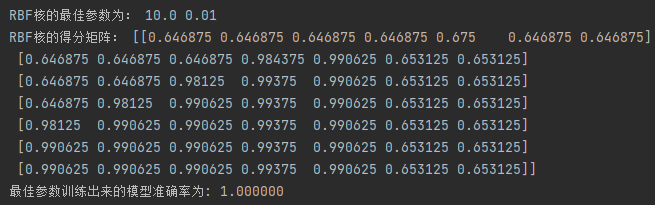 RBF核的最佳参数为： 10.0 0.01
RBF核的得分矩阵： [[0.646875 0.646875 0.646875 0.646875 0.675    0.646875 0.646875]
 [0.646875 0.646875 0.646875 0.984375 0.990625 0.653125 0.653125]
 [0.646875 0.646875 0.98125  0.99375  0.990625 0.653125 0.653125]
 [0.646875 0.98125  0.990625 0.99375  0.990625 0.653125 0.653125]
 [0.98125  0.990625 0.990625 0.99375  0.990625 0.653125 0.653125]
 [0.990625 0.990625 0.990625 0.99375  0.990625 0.653125 0.653125]
 [0.990625 0.990625 0.990625 0.99375  0.990625 0.653125 0.653125]]
最佳参数训练出来的模型准确率为: 1.000000